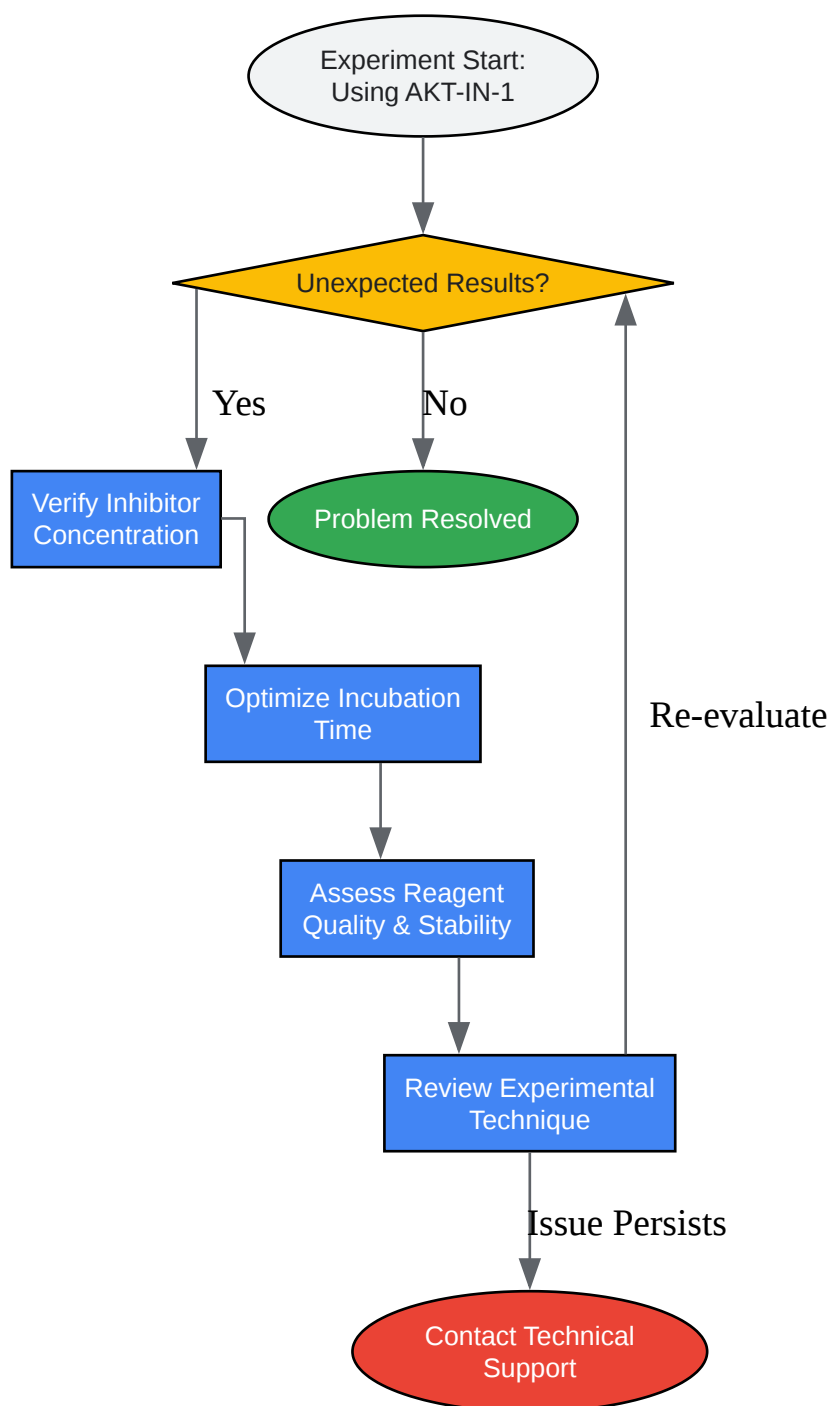 Experiment Start:
Using AKT-IN-1
Unexpected Results?
Yes
No
Verify Inhibitor
Concentration
Problem Resolved
Optimize Incubation
Time
Re-evaluate
Assess Reagent
Quality & Stability
Review Experimental
Technique
Issue Persists
Contact Technical
Support